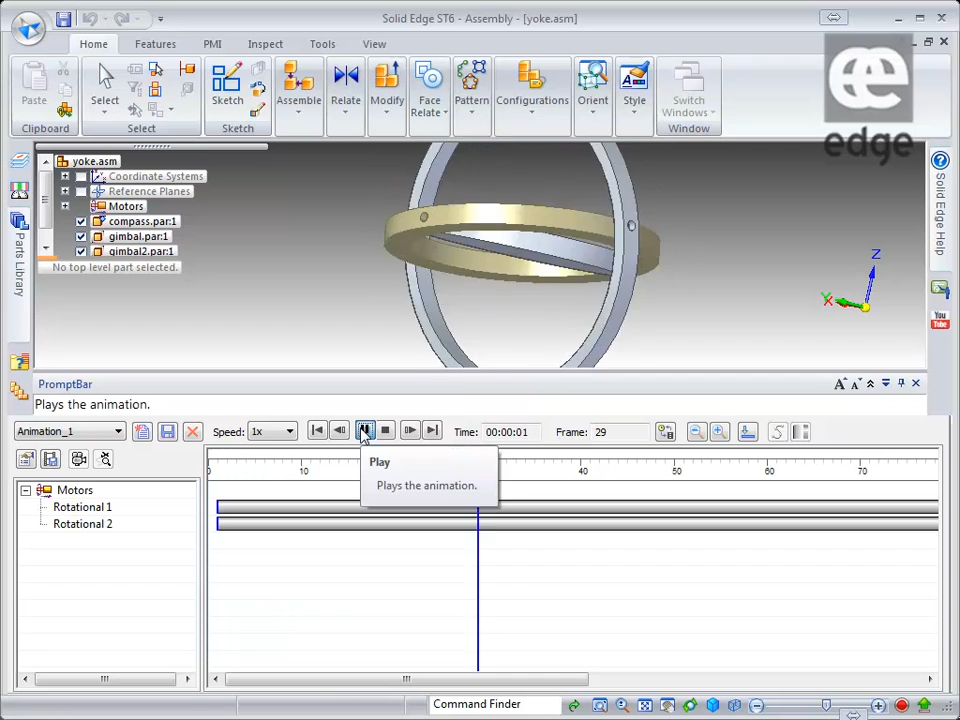 Solid Edge ST6 - Assembly - [yoke.asm]
Home Features PMI Inspect Tools View
Paste Select Sketch Assemble Relate Modify Face Relate Pattern Configurations Orient Style Switch Windows
Clipboard Select Sketch Window
edge
yoke.asm
Coordinate Systems
Reference Planes
Motors
compass.par:1
gimbal.par:1
gimbal2.par:1
No top level part selected.
Parts Library
Solid Edge Help
You Tube
Z
Y X
PromptBar
Plays the animation.
Animation_1 Speed: 1x Time: 00:00:01 Frame: 29
Play
Plays the animation.
0 10 40 50 60 70
Motors
Rotational 1
Rotational 2
Command Finder